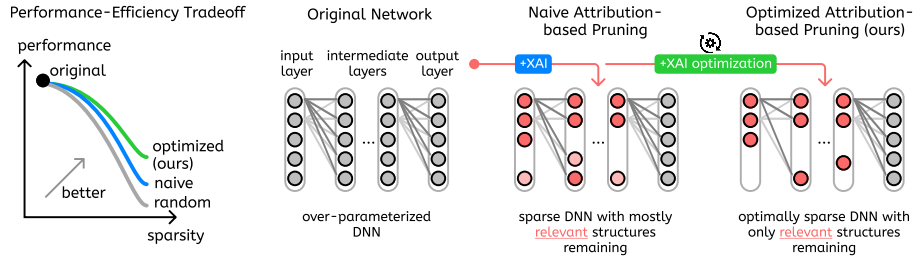 Performance-Efficiency Tradeoff
performance
original
optimized
(ours)
naive
random
better
sparsity
Original Network
input
layer
intermediate
layers
output
layer
...
over-parameterized
DNN
Naive Attribution-
based Pruning
+XAI
...
sparse DNN with mostly
relevant structures
remaining
Optimized Attribution-
based Pruning (ours)
+XAI optimization
...
optimally sparse DNN with
only relevant structures
remaining